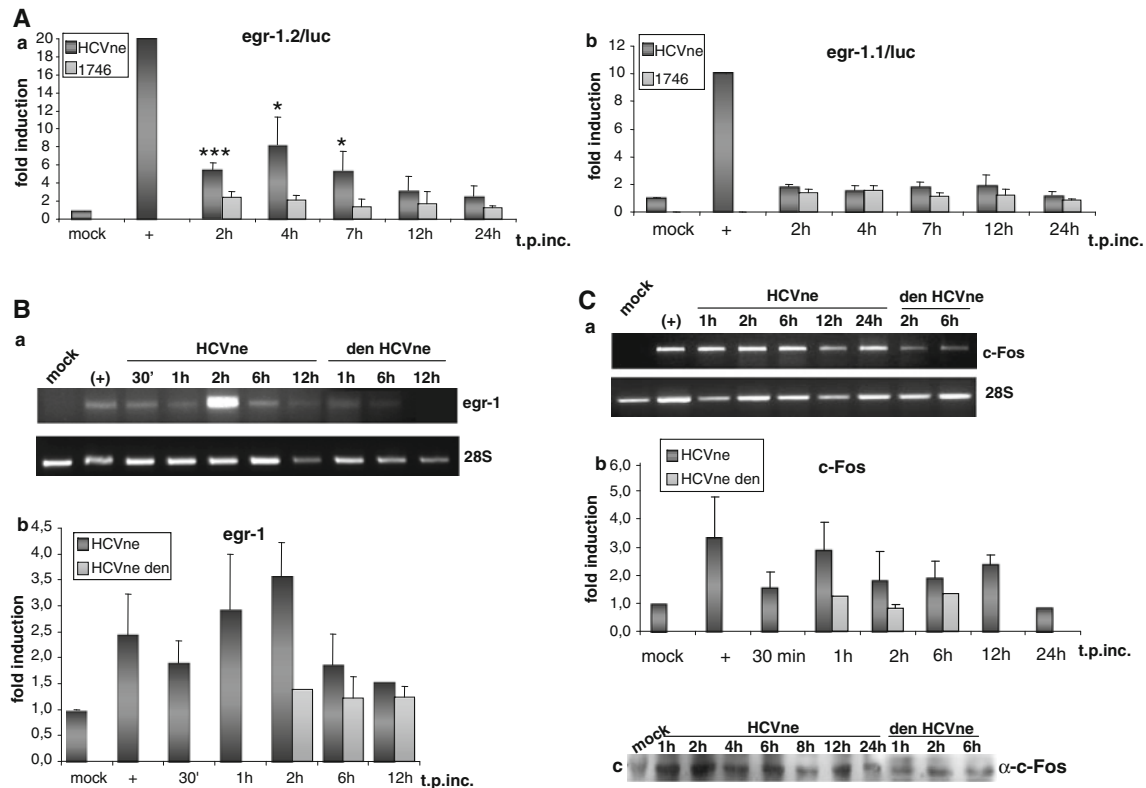 A
a
egr-1.2/luc
HCVne
1746
fold induction
20
18
16
14
12
10
8
6
4
2
0
***
*
*
mock + 2h 4h 7h 12h 24h t.p.inc.
b
egr-1.1/luc
HCVne
1746
fold induction
12
10
8
6
4
2
0
mock + 2h 4h 7h 12h 24h t.p.inc.
B
a
HCVne den HCVne
mock (+) 30' 1h 2h 6h 12h 1h 6h 12h
egr-1
28S
b
egr-1
HCVne
HCVne den
fold induction
4,5
4,0
3,5
3,0
2,5
2,0
1,5
1,0
0,5
0,0
mock + 30' 1h 2h 6h 12h t.p.inc.
C
a
HCVne den HCVne
mock (+) 1h 2h 6h 12h 24h 2h 6h
c-Fos
28S
b
c-Fos
HCVne
HCVne den
fold induction
6,0
5,0
4,0
3,0
2,0
1,0
0,0
mock + 30 min 1h 2h 6h 12h 24h t.p.inc.
HCVne den HCVne
mock 1h 2h 4h 6h 8h 12h 24h 1h 2h 6h
c
α-c-Fos